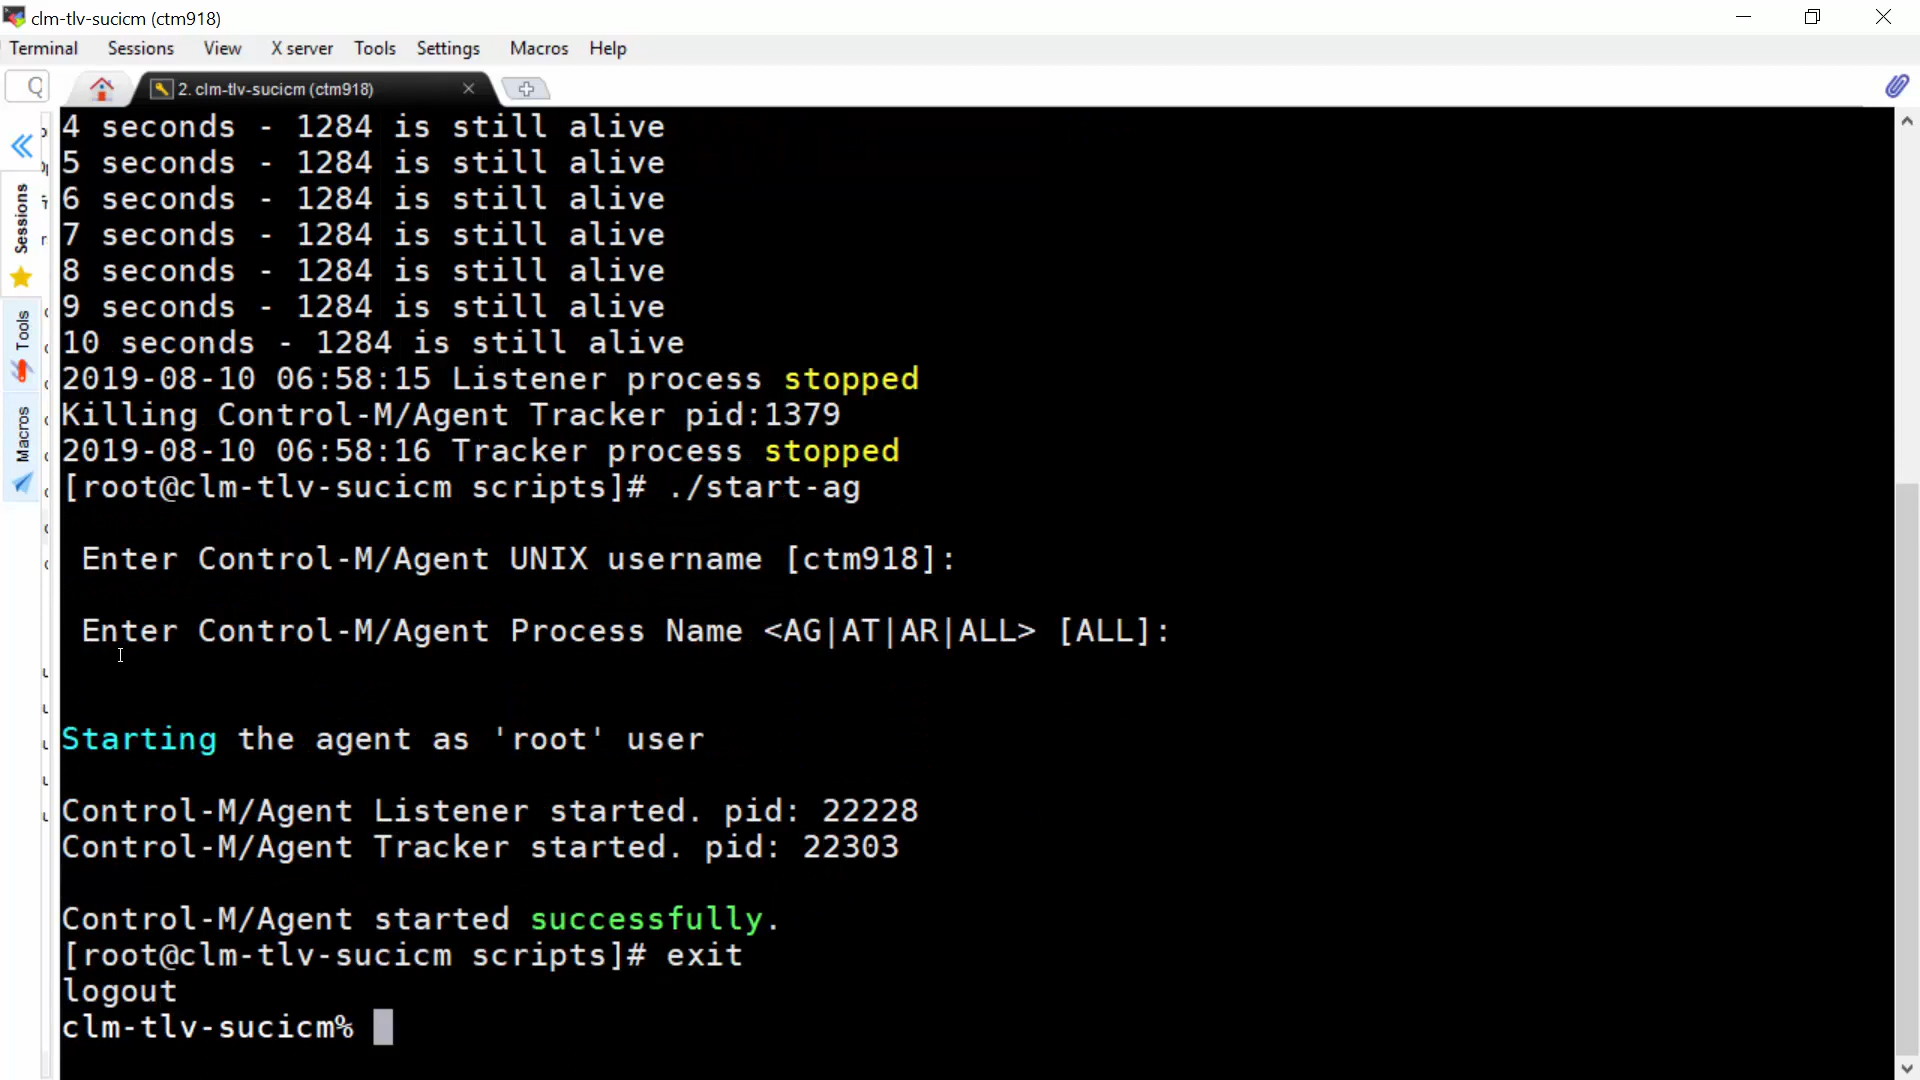 clm-tlv-sucicm (ctm918)
Terminal Sessions View X server Tools Settings Macros Help
2. clm-tlv-sucicm (ctm918)
Sessions
Tools
Macros
4 seconds - 1284 is still alive
5 seconds - 1284 is still alive
6 seconds - 1284 is still alive
7 seconds - 1284 is still alive
8 seconds - 1284 is still alive
9 seconds - 1284 is still alive
10 seconds - 1284 is still alive
2019-08-10 06:58:15 Listener process stopped
Killing Control-M/Agent Tracker pid:1379
2019-08-10 06:58:16 Tracker process stopped
[root@clm-tlv-sucicm scripts]# ./start-ag
Enter Control-M/Agent UNIX username [ctm918]:
Enter Control-M/Agent Process Name <AG|AT|AR|ALL> [ALL]:
Starting the agent as 'root' user
Control-M/Agent Listener started. pid: 22228
Control-M/Agent Tracker started. pid: 22303
Control-M/Agent started successfully.
[root@clm-tlv-sucicm scripts]# exit
logout
clm-tlv-sucicm%